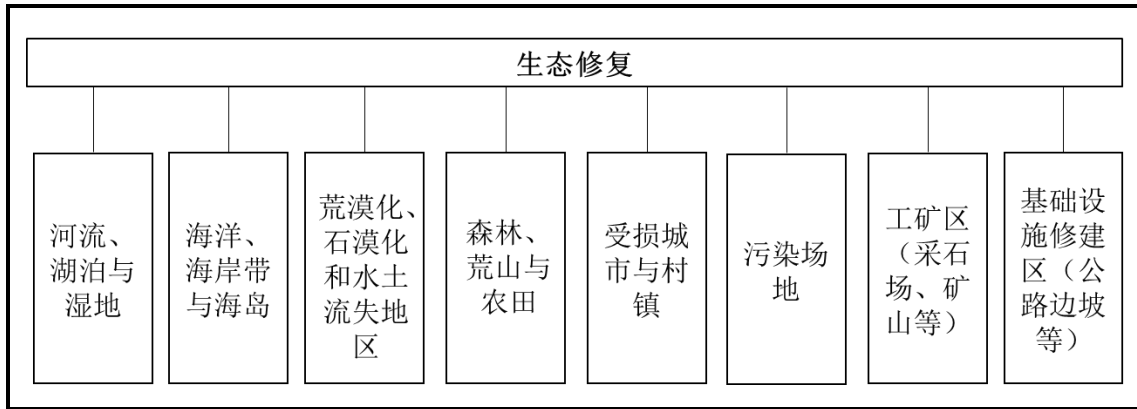 生态修复
河流、
湖泊与
湿地
海洋、
海岸带
与海岛
荒漠化、
石漠化
和水土
流失地
区
森林、
荒山与
农田
受损城
市与村
镇
污染场
地
工矿区
（采石
场、矿
山等）
基础设
施修建
区（公
路边坡
等）